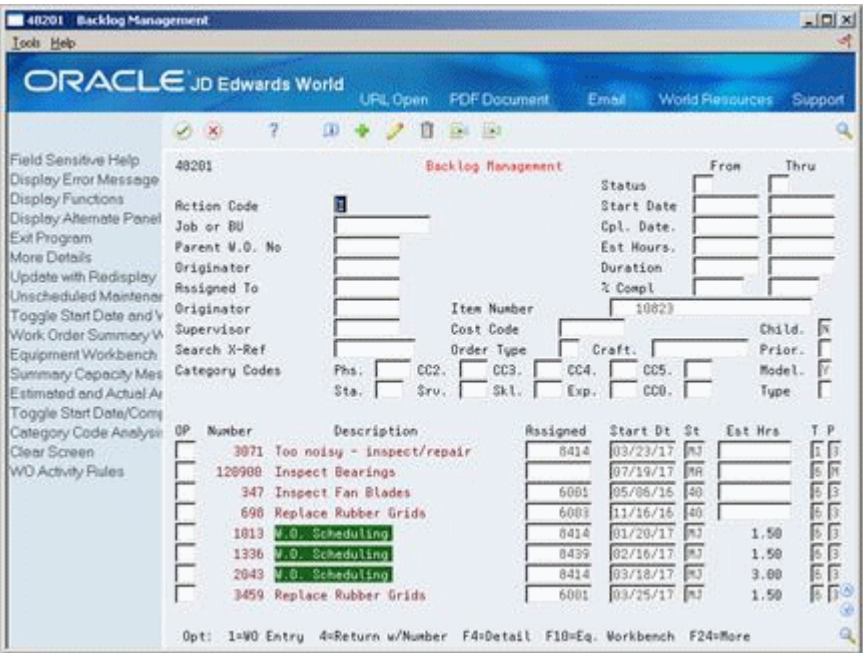 48201 Backlog Management
Tools Help
ORACLE JD Edwards World
URL Open PDF Document Email World Resources Support
Field Sensitive Help
Display Error Message
Display Functions
Display Alternate Panel
Exit Program
More Details
Update with Redisplay
Unscheduled Maintenan
Toggle Start Date and V
Work Order Summary W
Equipment Workbench
Summary Capacity Mes
Estimated and Actual Ar
Toggle Start Date/Comp
Category Code Analysis
Clear Screen
WO Activity Rules
48201 Backlog Management From Thru
Status
Action Code I Start Date
Job or BU Cpl. Date.
Parent W.O. No Est Hours.
Originator Duration
Assigned To % Compl
Originator Item Number 10823
Supervisor Cost Code Child. N
Search X-Ref Order Type Craft. Prior.
Category Codes Phs. CC2. CC3. CC4. CC5. Model. Y
Sta. Srv. Skl. Exp. CC0. Type
OP Number Description Assigned Start Dt St Est Hrs T P
3071 Too noisy - inspect/repair 8414 03/23/17 MJ 1 3
120900 Inspect Bearings 07/19/17 MA 6 M
347 Inspect Fan Blades 6001 05/06/16 40 6 3
698 Replace Rubber Grids 6003 11/16/16 40 6 3
1013 W.O. Scheduling 8414 01/20/17 MJ 1.50 6 3
1336 W.O. Scheduling 8439 02/16/17 MJ 1.50 6 3
2043 W.O. Scheduling 8414 03/18/17 MJ 3.00 6 3
3459 Replace Rubber Grids 6001 03/25/17 MJ 1.50 6 3
Opt: 1=WO Entry 4=Return w/Number F4=Detail F10=Eq. Workbench F24=More